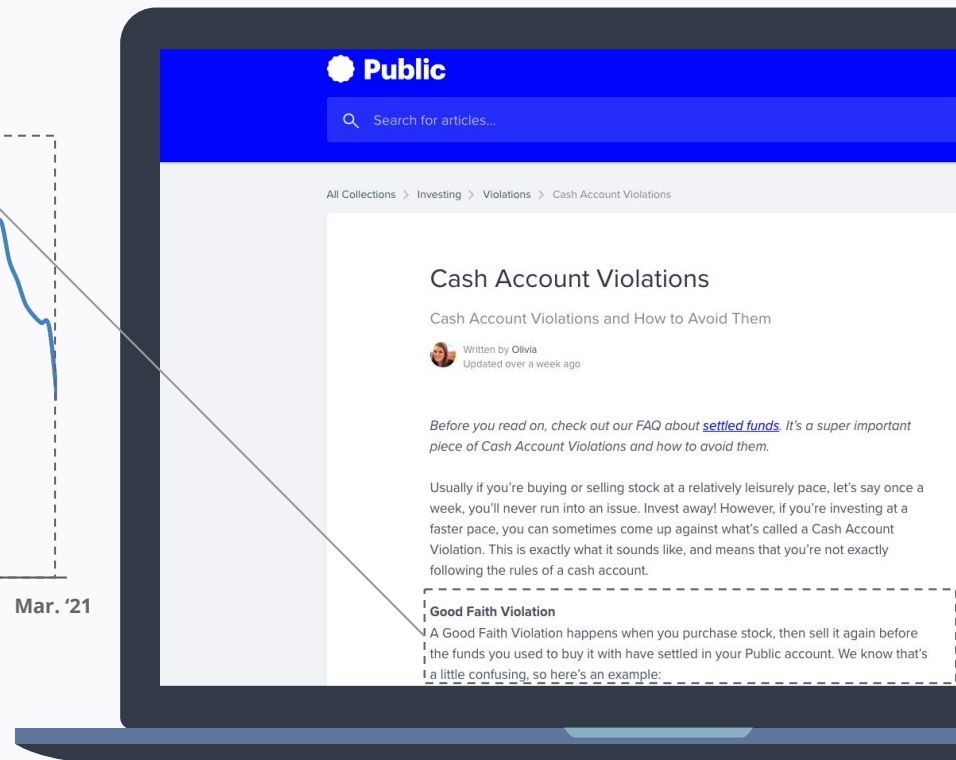 Public
Search for articles...
All Collections > Investing > Violations > Cash Account Violations
Cash Account Violations
Cash Account Violations and How to Avoid Them
Written by Olivia
Updated over a week ago
Before you read on, check out our FAQ about settled funds. It's a super important
piece of Cash Account Violations and how to avoid them.
Usually if you're buying or selling stock at a relatively leisurely pace, let's say once a
week, you'll never run into an issue. Invest away! However, if you're investing at a
faster pace, you can sometimes come up against what's called a Cash Account
Violation. This is exactly what it sounds like, and means that you're not exactly
following the rules of a cash account.
Good Faith Violation
A Good Faith Violation happens when you purchase stock, then sell it again before
the funds you used to buy it with have settled in your Public account. We know that's
a little confusing, so here's an example:
Mar. ‘21